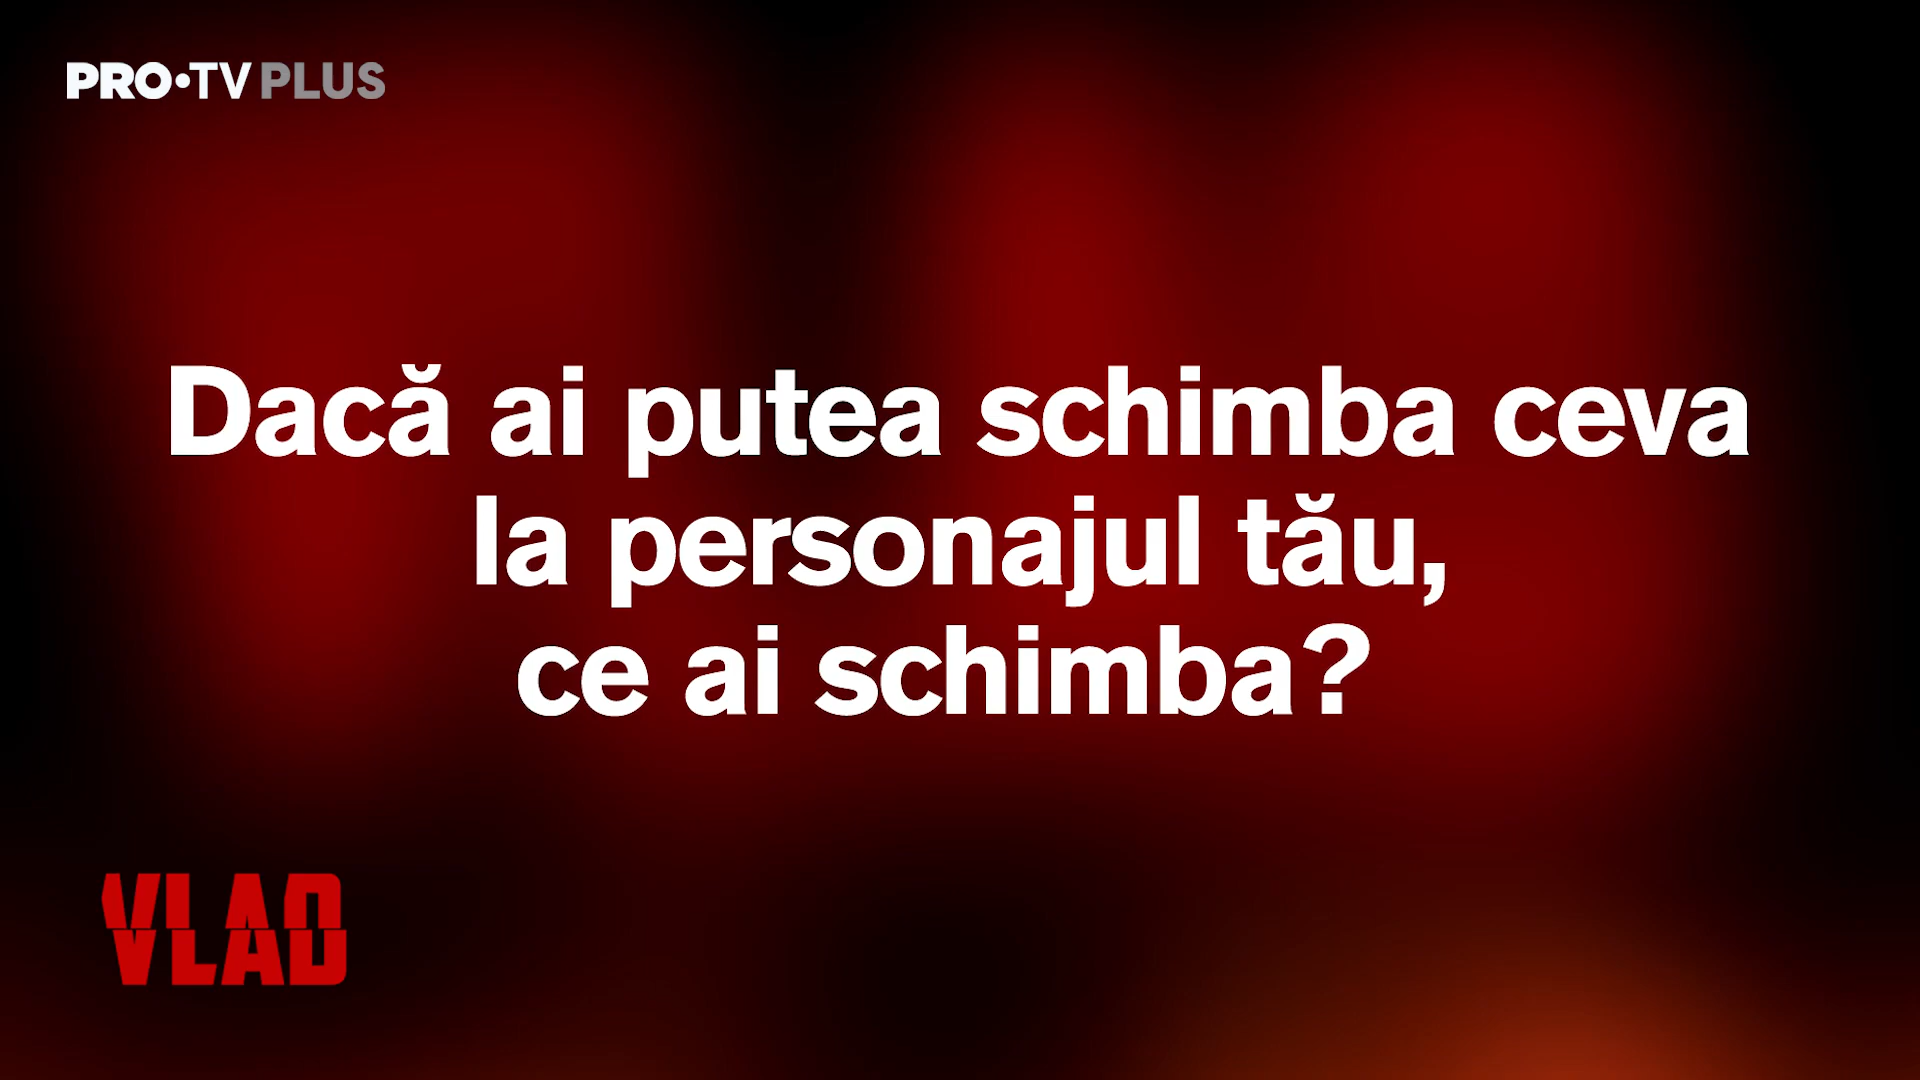 PRO•TV PLUS
Dacă ai putea schimba ceva
la personajul tău,
ce ai schimba?
VLAD